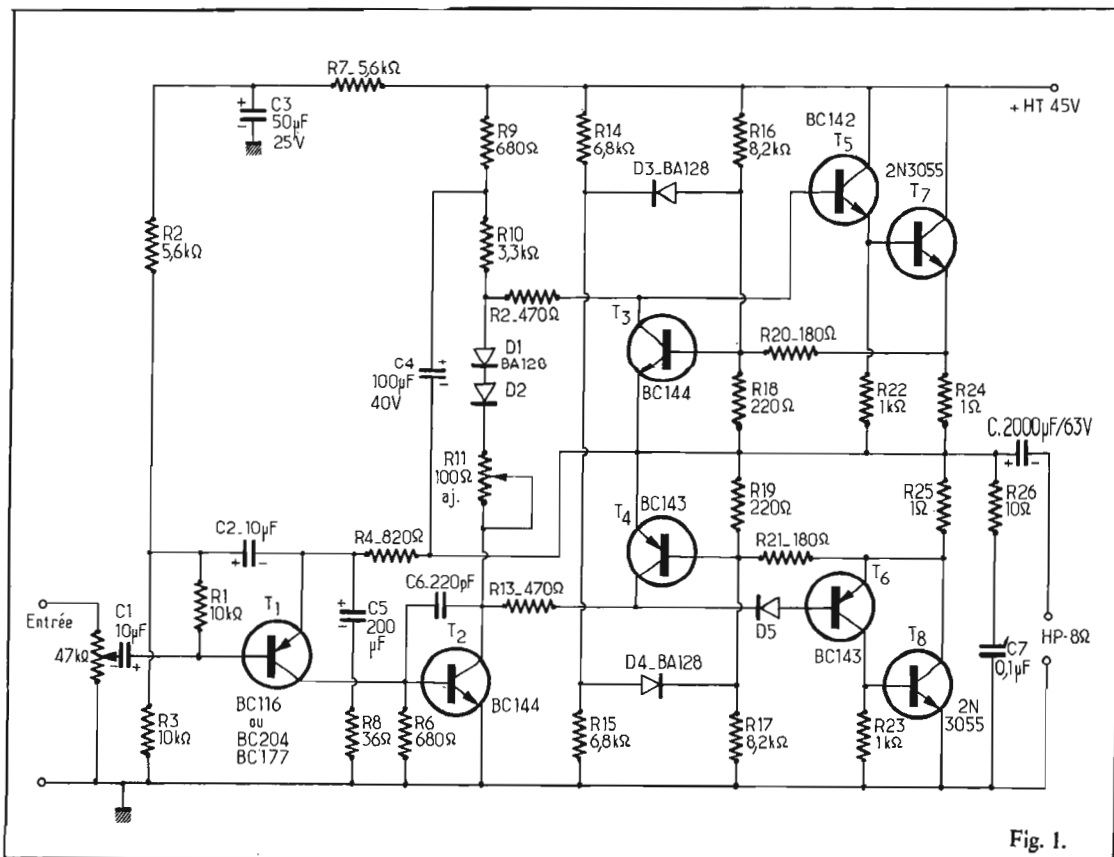 R7_5,6kΩ
+ HT 45V
+
-
C3
50µF
25V
R9
680Ω
R14
6,8kΩ
R16
8,2kΩ
BC142
T5
D3_BA128
2N3055
T7
R2
5,6kΩ
R10
3,3kΩ
R2_470Ω
T3
R20_180Ω
D1
BA128
D2
C4
100µF
40V
+
-
BC144
R18
220Ω
R22
1kΩ
R24
1Ω
C.2000µF/63V
+
-
R11
100Ω
aj.
T4
BC143
R19
220Ω
R25
1Ω
R26
10Ω
C2_10µF
+
-
R4_820Ω
R21_180Ω
T6
C6.220pF
R1
10kΩ
T1
C5
200
µF
+
-
T2
R13_470Ω
D5
T8
HP-8Ω
Entrée
C1
10µF
+
47kΩ
BC143
C7
0,1µF
D4_BA128
BC116
ou
BC204
BC177
BC144
2N
3055
R3
10kΩ
R8
36Ω
R6
680Ω
R15
6,8kΩ
R17
8,2kΩ
R23
1kΩ
Fig. 1.